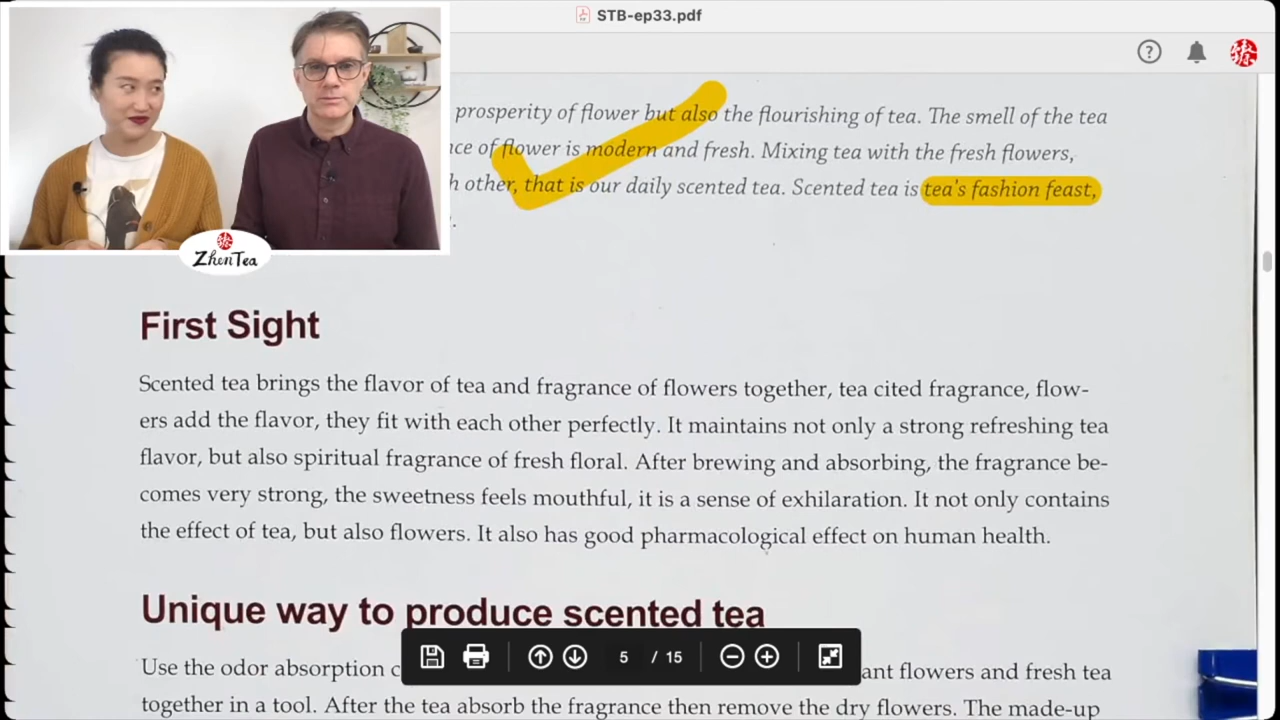 STB-ep33.pdf
prosperity of flower but also the flourishing of tea. The smell of the tea
of flower is modern and fresh. Mixing tea with the fresh flowers,
other, that is our daily scented tea. Scented tea is tea's fashion feast,
ZhenTea
First Sight
Scented tea brings the flavor of tea and fragrance of flowers together, tea cited fragrance, flow-
ers add the flavor, they fit with each other perfectly. It maintains not only a strong refreshing tea
flavor, but also spiritual fragrance of fresh floral. After brewing and absorbing, the fragrance be-
comes very strong, the sweetness feels mouthful, it is a sense of exhilaration. It not only contains
the effect of tea, but also flowers. It also has good pharmacological effect on human health.
Unique way to produce scented tea
5 / 15
Use the odor absorption ant flowers and fresh tea
together in a tool. After the tea absorb the fragrance then remove the dry flowers. The made-up